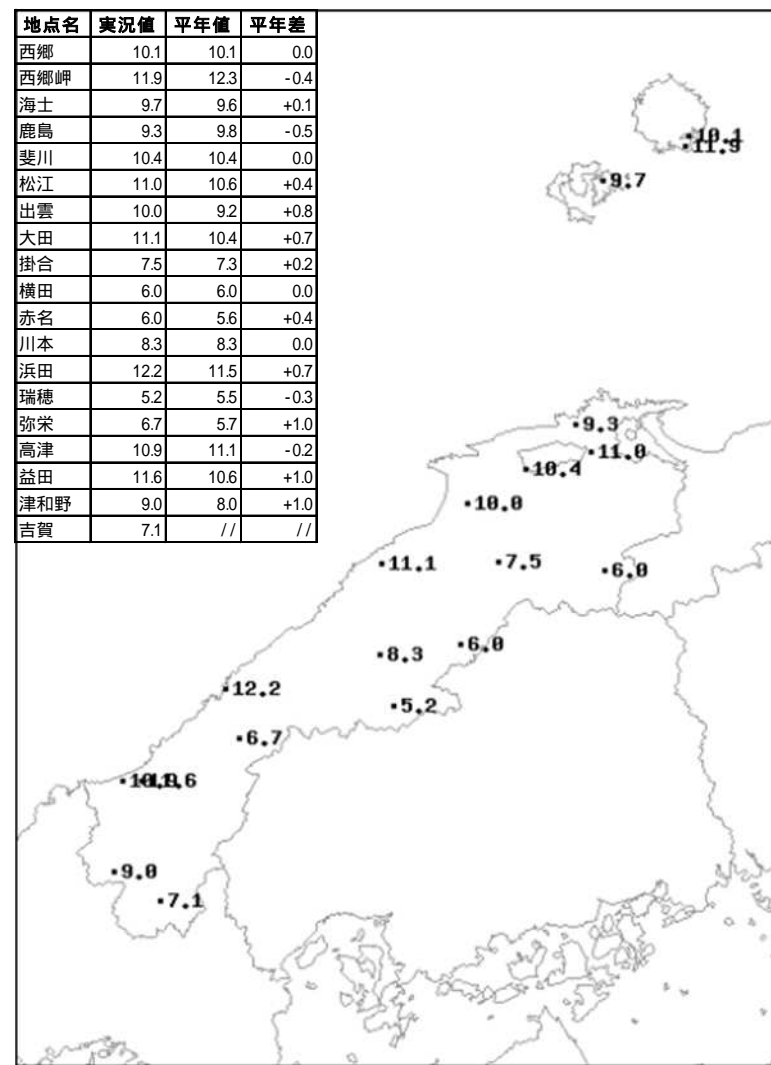 地点名 実況値 平年値 平年差
西郷 10.1 10.1 0.0
西郷岬 11.9 12.3 -0.4
海士 9.7 9.6 +0.1
鹿島 9.3 9.8 -0.5
斐川 10.4 10.4 0.0
松江 11.0 10.6 +0.4
出雲 10.0 9.2 +0.8
大田 11.1 10.4 +0.7
掛合 7.5 7.3 +0.2
横田 6.0 6.0 0.0
赤名 6.0 5.6 +0.4
川本 8.3 8.3 0.0
浜田 12.2 11.5 +0.7
瑞穂 5.2 5.5 -0.3
弥栄 6.7 5.7 +1.0
高津 10.9 11.1 -0.2
益田 11.6 10.6 +1.0
津和野 9.0 8.0 +1.0
吉賀 7.1 // //
10.1
11.9
9.7
9.3
11.0
10.4
10.0
11.1
7.5
6.0
6.0
8.3
12.2
5.2
6.7
9.0
7.1